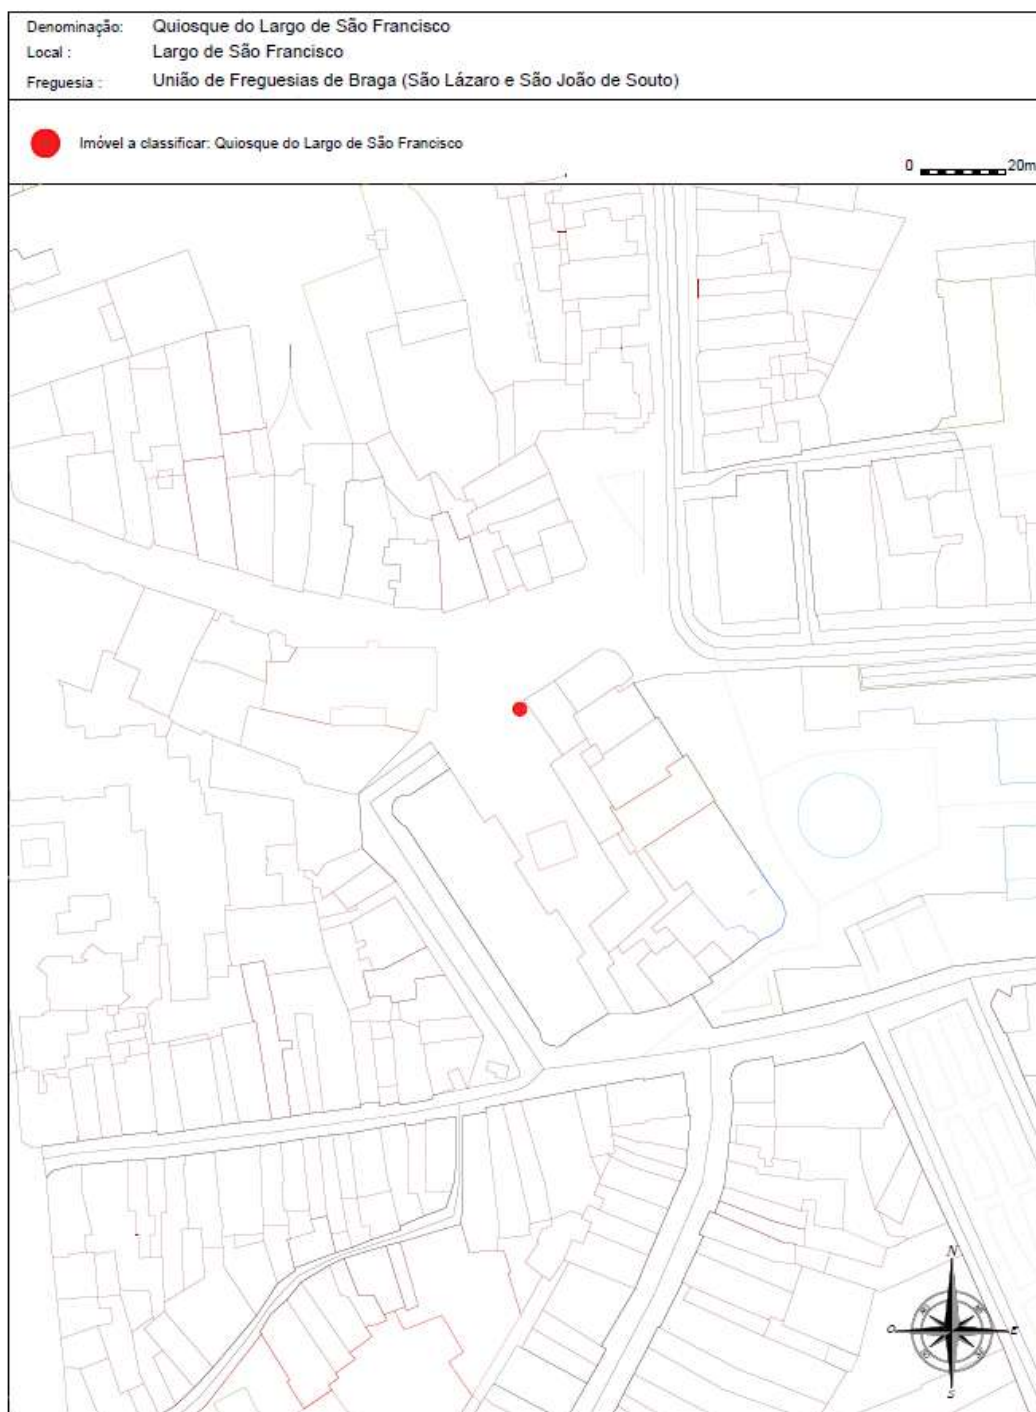 Denominação: Quiosque do Largo de São Francisco
Local : Largo de São Francisco
Freguesia : União de Freguesias de Braga (São Lázaro e São João de Souto)
Imóvel a classificar: Quiosque do Largo de São Francisco
0 20m
N
O E
S